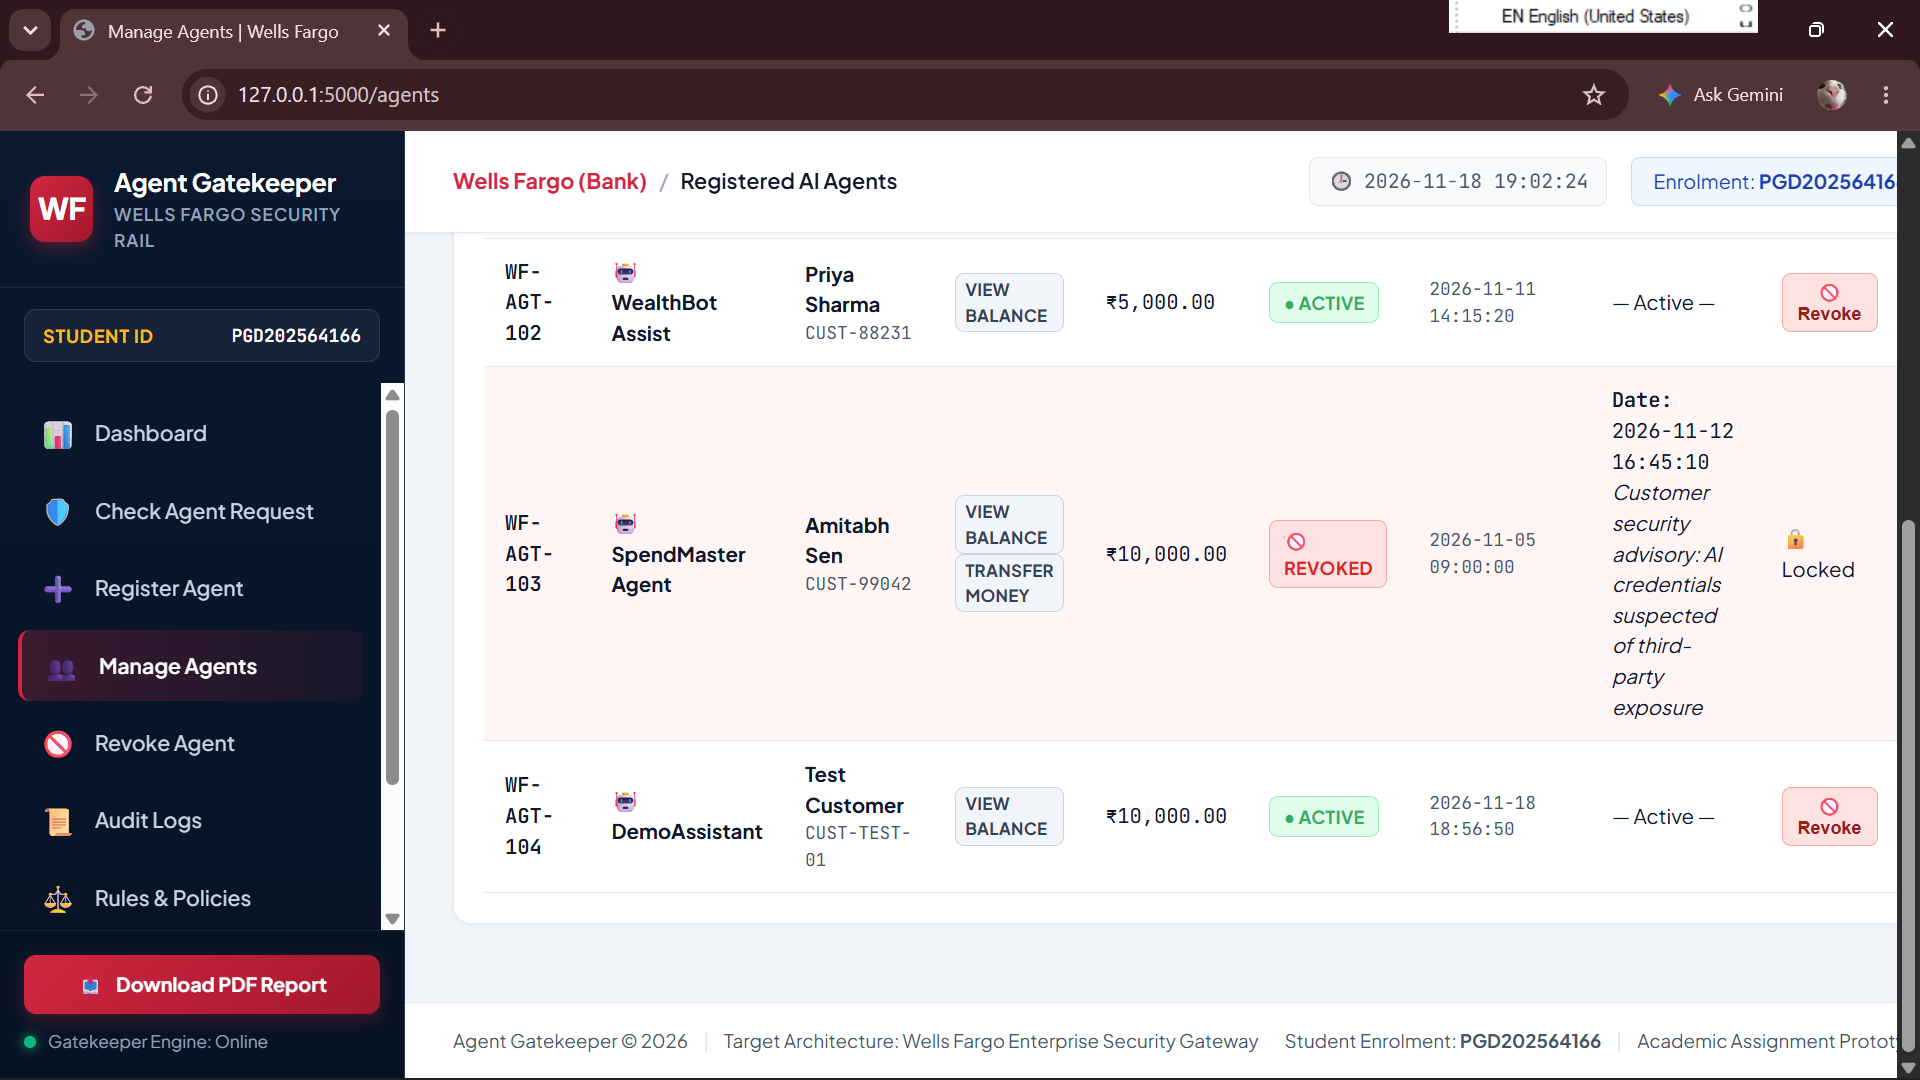 Manage Agents | Wells Fargo
EN English (United States)
127.0.0.1:5000/agents
Ask Gemini
WF
Agent Gatekeeper
WELLS FARGO SECURITY
RAIL
STUDENT ID PGD202564166
Dashboard
Check Agent Request
Register Agent
Manage Agents
Revoke Agent
Audit Logs
Rules & Policies
Download PDF Report
Gatekeeper Engine: Online
Wells Fargo (Bank) / Registered AI Agents
2026-11-18 19:02:24
Enrolment: PGD20256416
WF-
AGT-
102
WealthBot
Assist
Priya
Sharma
CUST-88231
VIEW
BALANCE
₹5,000.00
ACTIVE
2026-11-11
14:15:20
— Active —
Revoke
WF-
AGT-
103
SpendMaster
Agent
Amitabh
Sen
CUST-99042
VIEW
BALANCE
TRANSFER
MONEY
₹10,000.00
REVOKED
2026-11-05
09:00:00
Date:
2026-11-12
16:45:10
Customer
security
advisory: AI
credentials
suspected
of third-
party
exposure
Locked
WF-
AGT-
104
DemoAssistant
Test
Customer
CUST-TEST-
01
VIEW
BALANCE
₹10,000.00
ACTIVE
2026-11-18
18:56:50
— Active —
Revoke
Agent Gatekeeper © 2026 | Target Architecture: Wells Fargo Enterprise Security Gateway
Student Enrolment: PGD202564166 | Academic Assignment Protot